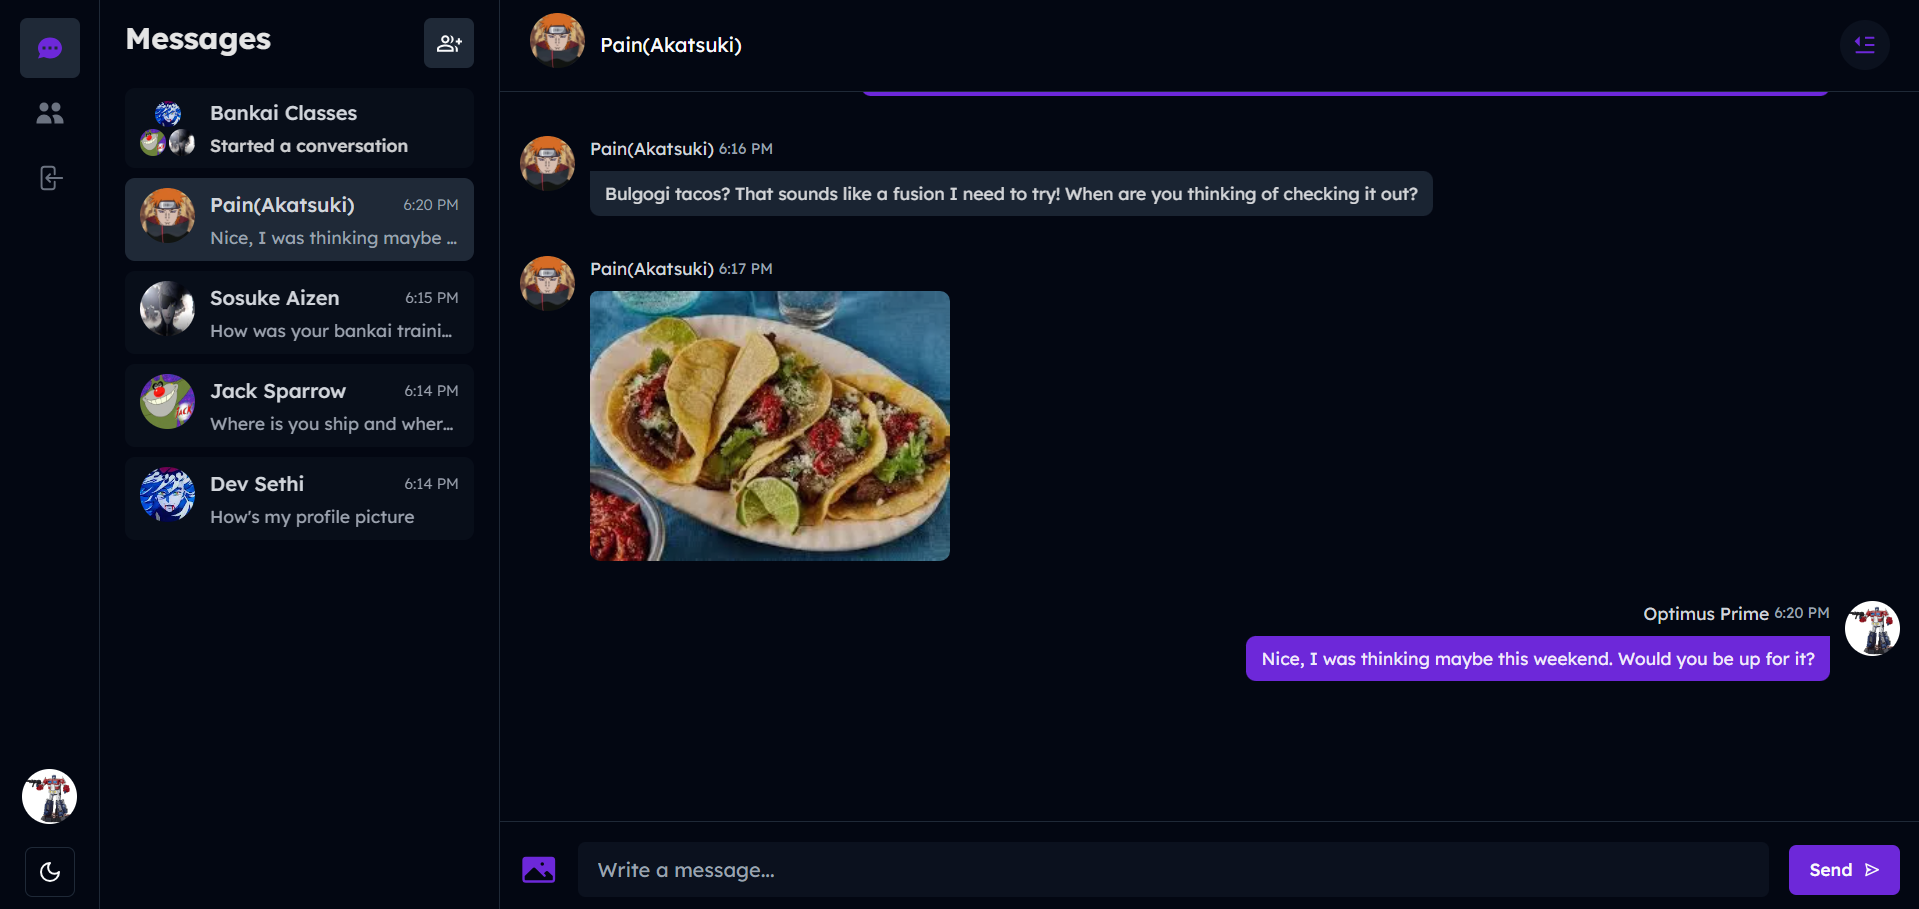 Messages
Bankai Classes
Started a conversation
Pain(Akatsuki) 6:20 PM
Nice, I was thinking maybe ...
Sosuke Aizen 6:15 PM
How was your bankai traini...
Jack Sparrow 6:14 PM
Where is you ship and wher...
Dev Sethi 6:14 PM
How's my profile picture
Pain(Akatsuki)
Pain(Akatsuki) 6:16 PM
Bulgogi tacos? That sounds like a fusion I need to try! When are you thinking of checking it out?
Pain(Akatsuki) 6:17 PM
Optimus Prime 6:20 PM
Nice, I was thinking maybe this weekend. Would you be up for it?
Write a message...
Send